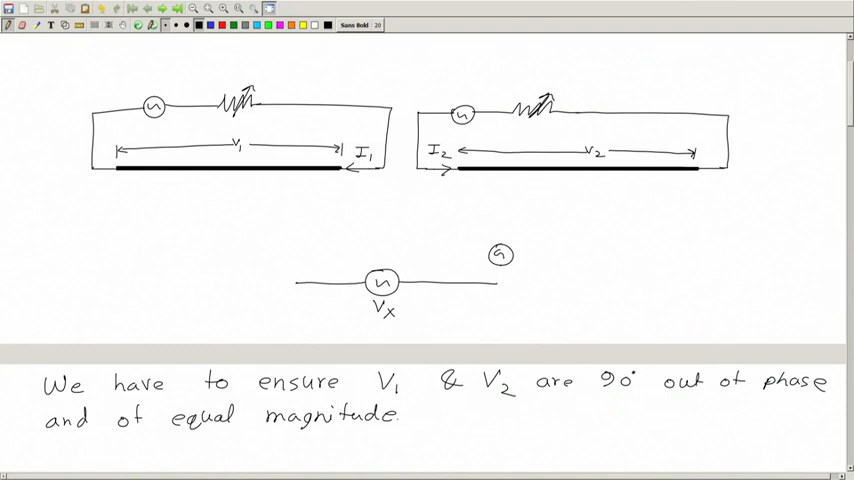 Sans Bold 20
V1 I1 I2 V2
G
Vx
We have to ensure V1 & V2 are 90° out of phase
and of equal magnitude.